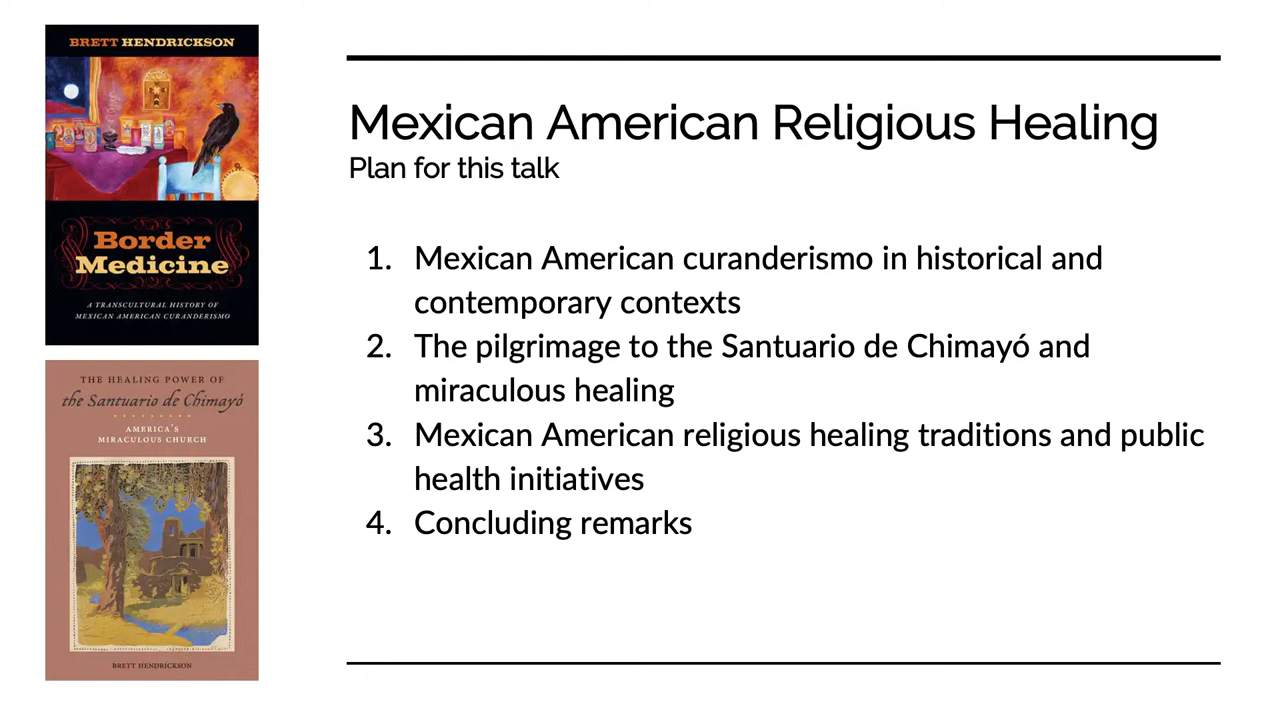 BRETT HENDRICKSON
Border
Medicine
A TRANSCULTURAL HISTORY OF
MEXICAN AMERICAN CURANDERISMO
THE HEALING POWER OF
the Santuario de Chimayó
AMERICA'S
MIRACULOUS CHURCH
BRETT HENDRICKSON
Mexican American Religious Healing
Plan for this talk
1. Mexican American curanderismo in historical and
contemporary contexts
2. The pilgrimage to the Santuario de Chimayó and
miraculous healing
3. Mexican American religious healing traditions and public
health initiatives
4. Concluding remarks